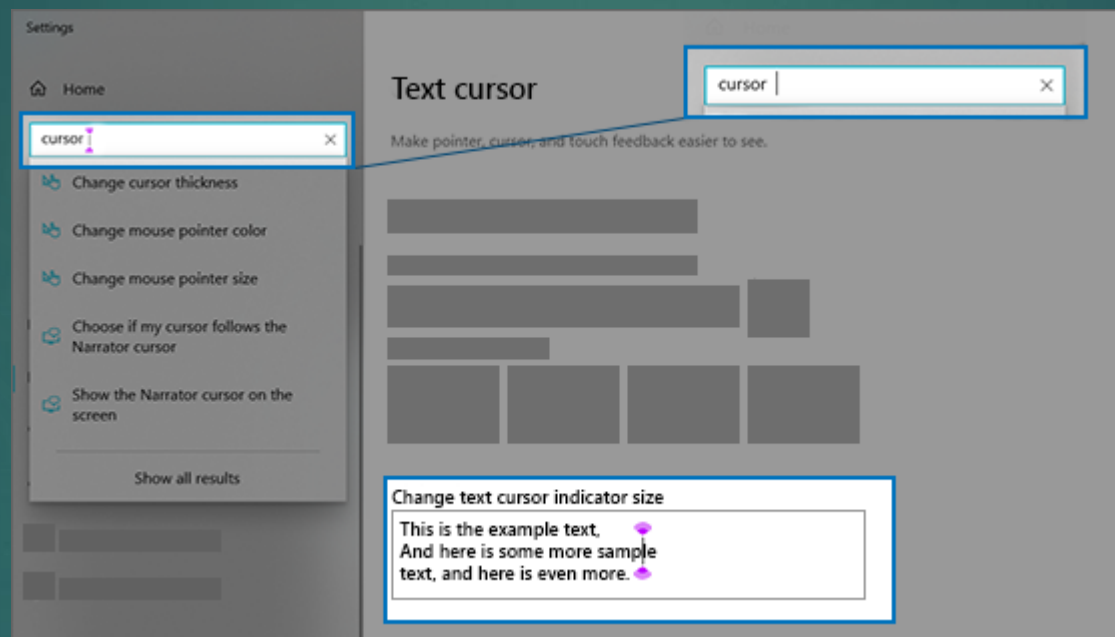 Settings
Home
cursor
Change cursor thickness
Change mouse pointer color
Change mouse pointer size
Choose if my cursor follows the
Narrator cursor
Show the Narrator cursor on the
screen
Show all results
Text cursor
cursor
Make pointer, cursor, and touch feedback easier to see.
Change text cursor indicator size
This is the example text,
And here is some more sample
text, and here is even more.